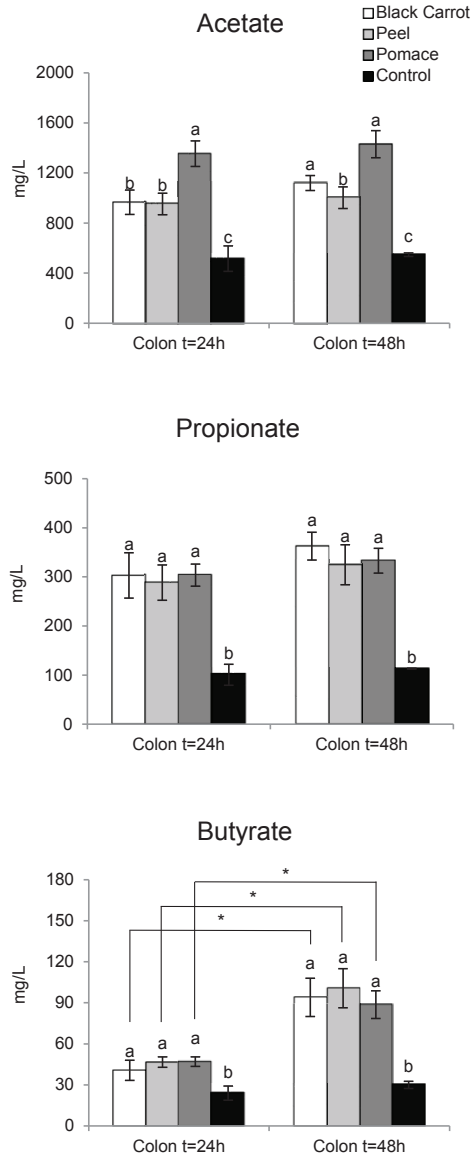 Acetate
Black Carrot
Peel
Pomace
Control
2000
1600
1200
800
400
0
mg/L
b
b
a
c
a
b
a
c
Colon t=24h
Colon t=48h
Propionate
500
400
300
200
100
0
mg/L
a
a
a
b
a
a
a
b
Colon t=24h
Colon t=48h
Butyrate
180
150
120
90
60
30
0
mg/L
*
*
*
a
a
a
b
a
a
a
b
Colon t=24h
Colon t=48h